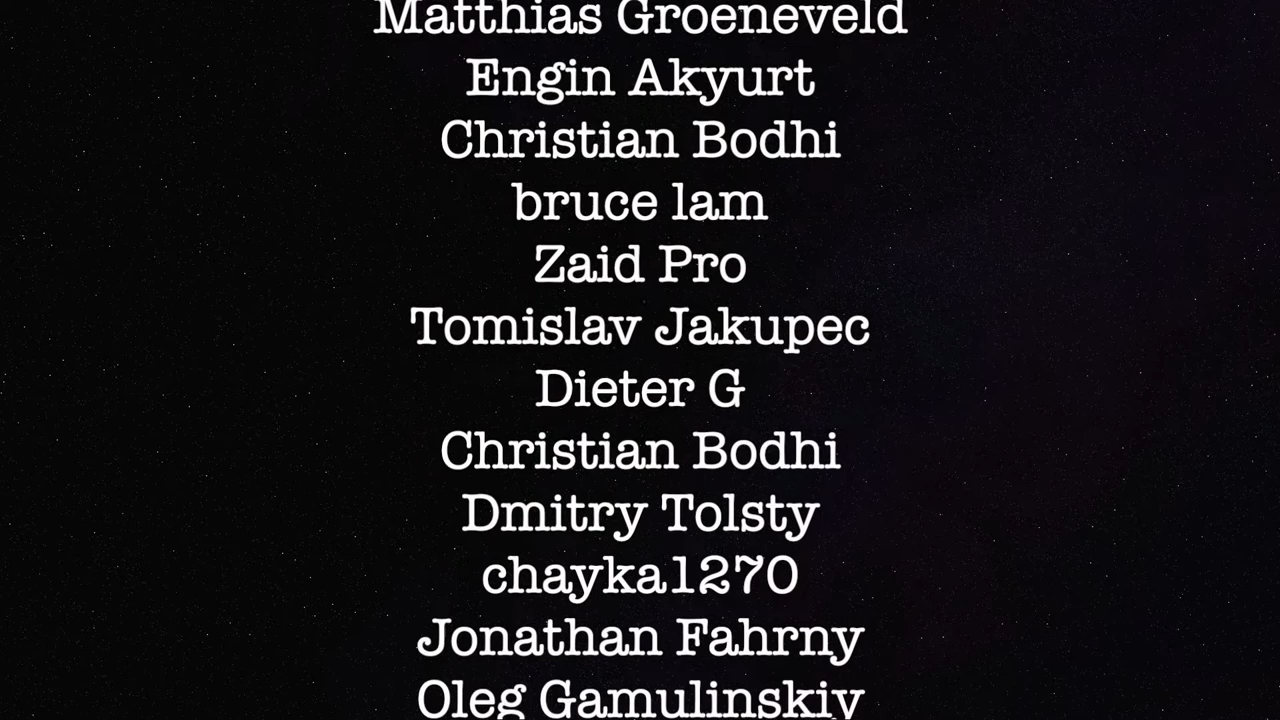 Matthias Groeneveld
Engin Akyurt
Christian Bodhi
bruce lam
Zaid Pro
Tomislav Jakupec
Dieter G
Christian Bodhi
Dmitry Tolsty
chayka1270
Jonathan Fahrny
Oleg Gamulinskiy